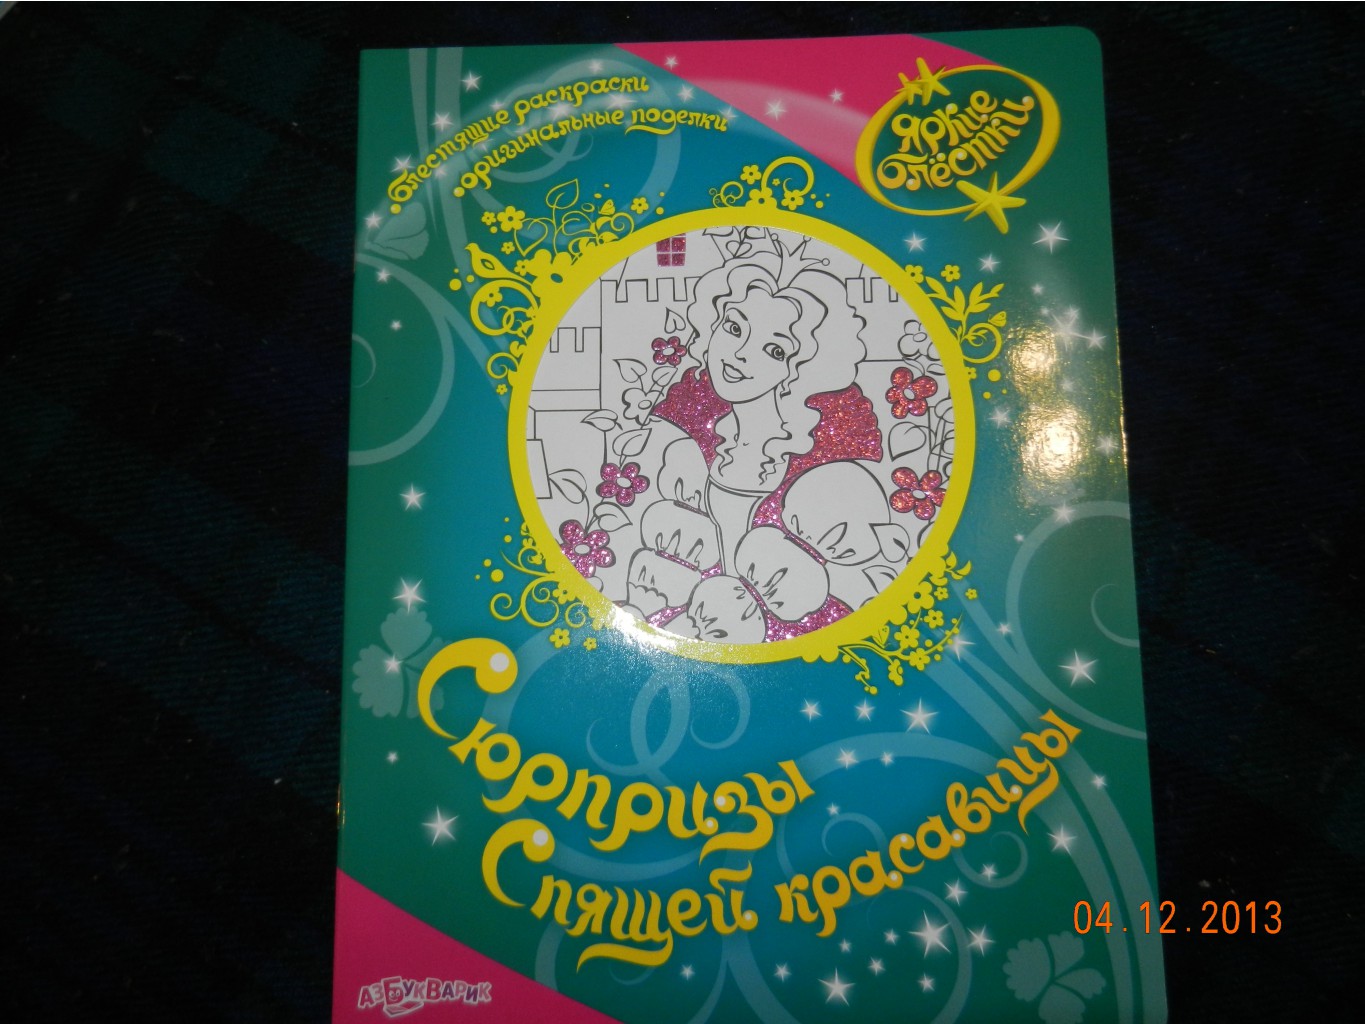 •блестящие раскраски
•оригинальные поделки
яркие
блёстки
Сюрпризы
Спящей красавицы
АЗБУКВАРИК
04.12.2013